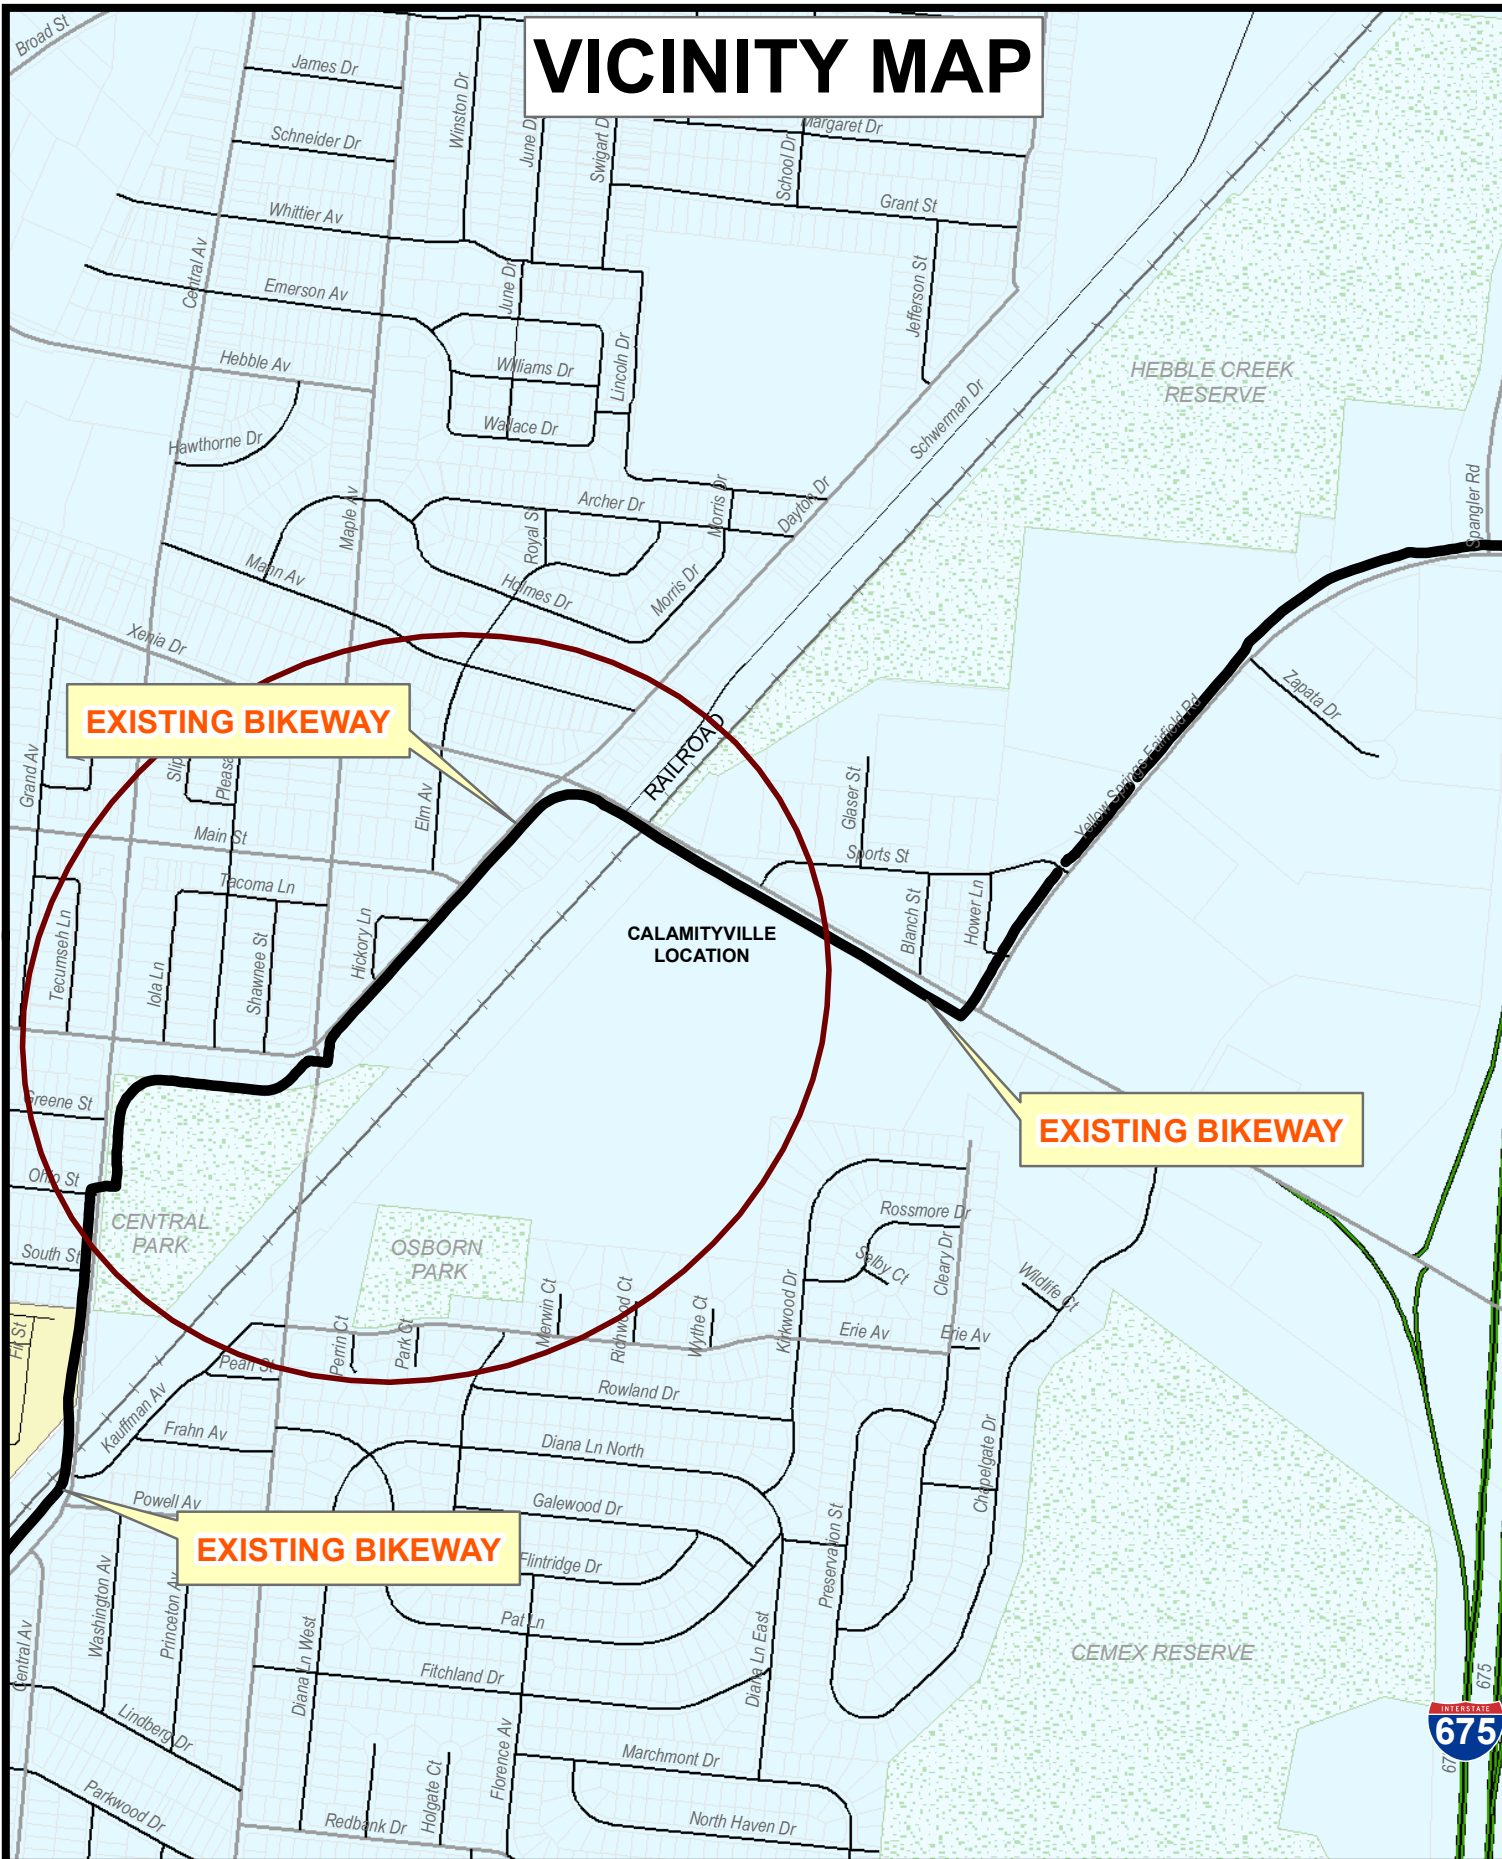 VICINITY MAP
Broad St
James Dr
Winston Dr
Schneider Dr
June D
Swigart D
Margaret Dr
School Dr
Whittier Av
Grant St
Central Av
Emerson Av
June Dr
Jefferson St
Hebble Av
Williams Dr
Lincoln Dr
HEBBLE CREEK
RESERVE
Hawthorne Dr
Wallace Dr
Schwerman Dr
Maple Av
Archer Dr
Royal St
Morris Dr
Dayton Dr
Spangler Rd
Mann Av
Holmes Dr
Morris Dr
Xenia Dr
Zapata Dr
EXISTING BIKEWAY
RAILROAD
Grand Av
Slip
Pleasa
Elm Av
Glaser St
Yellow Springs-Fairfield Rd
Main St
Sports St
Tacoma Ln
Tecumseh Ln
Iola Ln
Shawnee St
Hickory Ln
CALAMITYVILLE
LOCATION
Blanch St
Hower Ln
Greene St
EXISTING BIKEWAY
Ohio St
CENTRAL
PARK
South St
OSBORN
PARK
Rossmore Dr
Selby Ct
Cleary Dr
Wildlife Ct
Fir St
Perrin Ct
Park Ct
Merwin Ct
Richwood Ct
Wythe Ct
Kirkwood Dr
Erie Av
Erie Av
Pearl St
Rowland Dr
Kauffman Av
Frahn Av
Diana Ln North
Chapelgate Dr
Powell Av
Galewood Dr
Preservation St
EXISTING BIKEWAY
Flintridge Dr
Washington Av
Princeton Av
Pat Ln
Central Av
Diana Ln West
Fitchland Dr
Diana Ln East
CEMEX RESERVE
Lindberg Dr
675
INTERSTATE
675
67
Florence Av
Marchmont Dr
Parkwood Dr
Redbank Dr
Holgate Ct
North Haven Dr